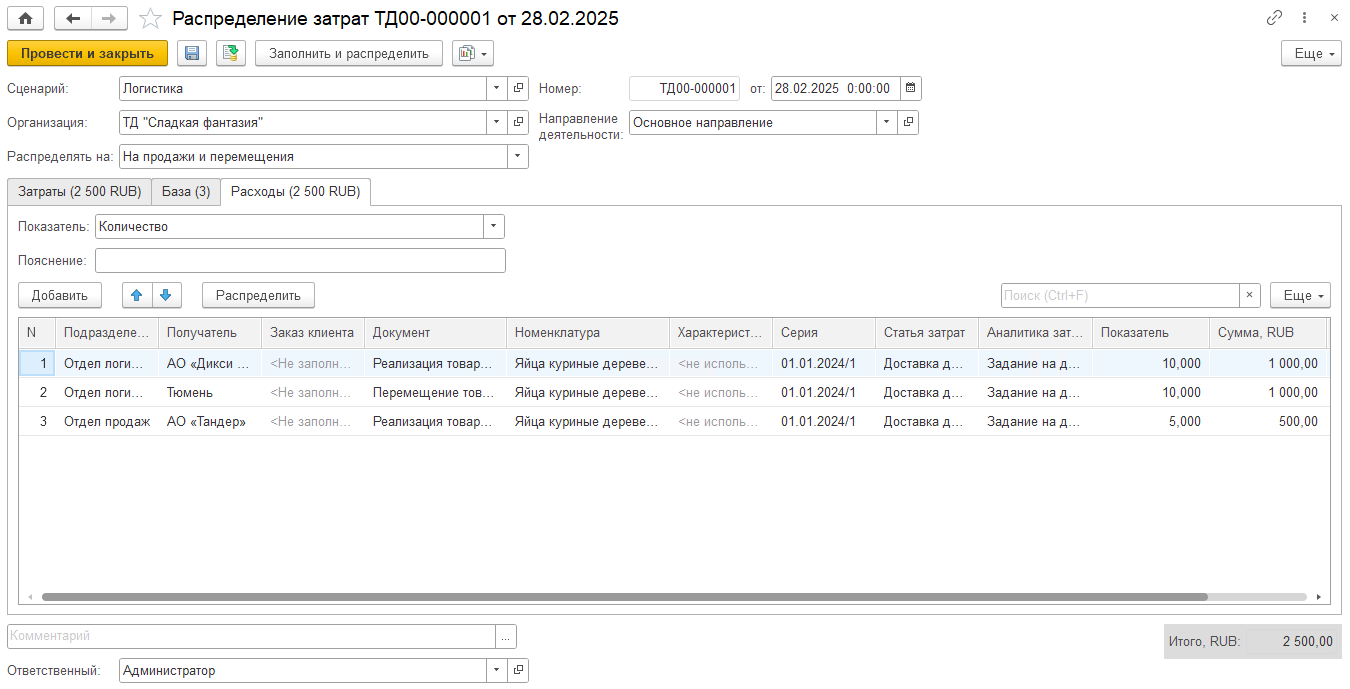 Распределение затрат ТД00-000001 от 28.02.2025
Провести и закрыть Заполнить и распределить Еще
Сценарий: Логистика Номер: ТД00-000001 от: 28.02.2025 0:00:00
Организация: ТД "Сладкая фантазия" Направление деятельности: Основное направление
Распределять на: На продажи и перемещения
Затраты (2 500 RUB) База (3) Расходы (2 500 RUB)
Показатель: Количество
Пояснение:
Добавить Распределить Поиск (Ctrl+F) × Еще
N Подразделе... Получатель Заказ клиента Документ Номенклатура Характерист... Серия Статья затрат Аналитика зат... Показатель Сумма, RUB
1 Отдел логи... АО «Дикси ... <Не заполн... Реализация товар... Яйца куриные дереве... <не исполь... 01.01.2024/1 Доставка д... Задание на д... 10,000 1 000,00
2 Отдел логи... Тюмень <Не заполн... Перемещение тов... Яйца куриные дереве... <не исполь... 01.01.2024/1 Доставка д... Задание на д... 10,000 1 000,00
3 Отдел продаж АО «Тандер» <Не заполн... Реализация товар... Яйца куриные дереве... <не исполь... 01.01.2024/1 Доставка д... Задание на д... 5,000 500,00
Комментарий ... Итого, RUB: 2 500,00
Ответственный: Администратор